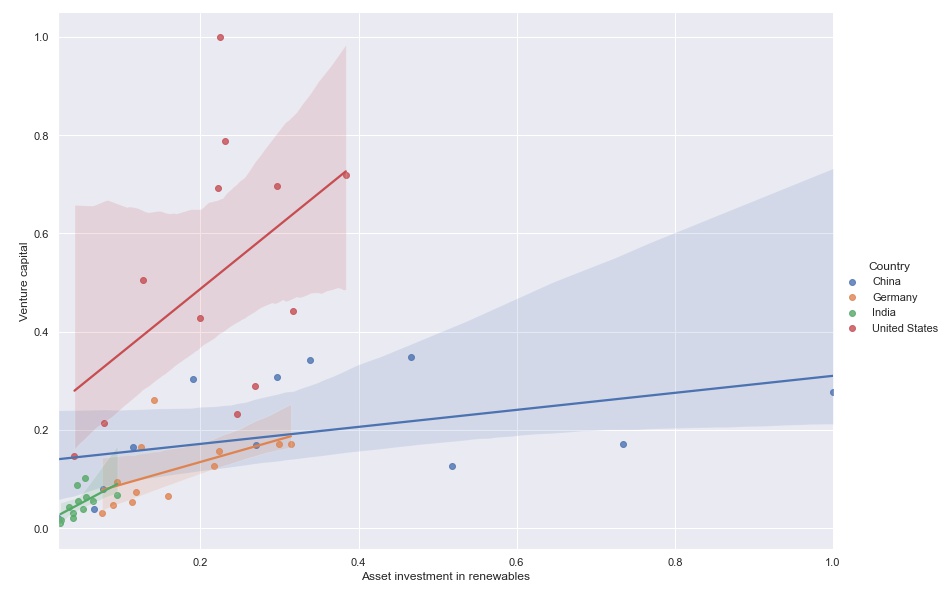 1.0
0.8
0.6
0.4
0.2
0.0
Venture capital
0.2
0.4
0.6
0.8
1.0
Asset investment in renewables
Country
China
Germany
India
United States